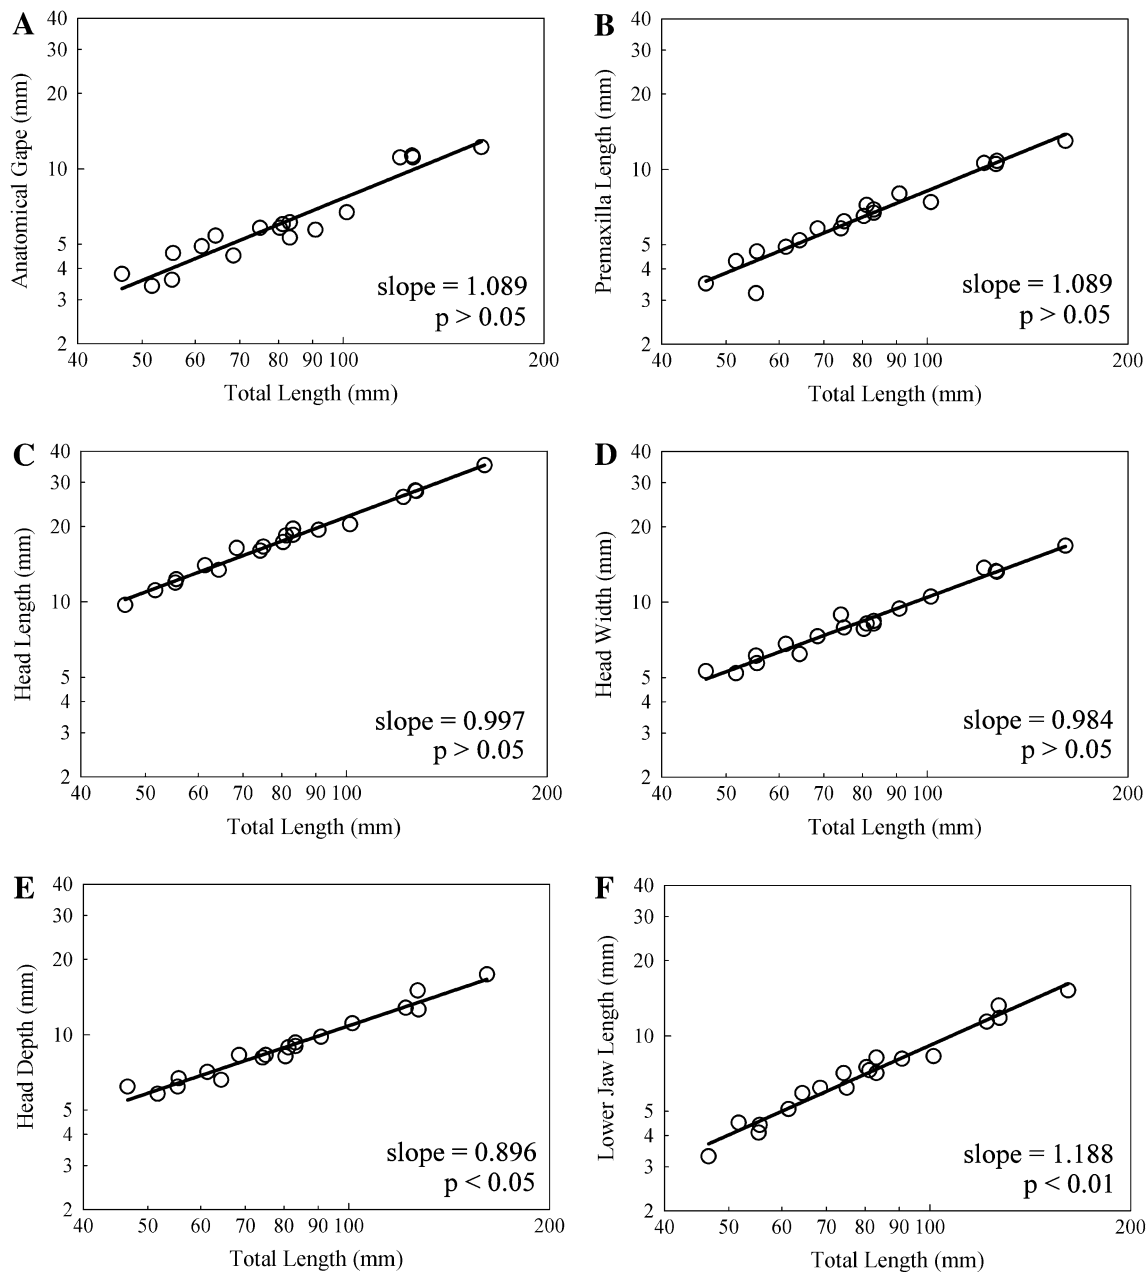 A
Anatomical Gape (mm)
40
30
20
10
5
4
3
2
slope = 1.089
p > 0.05
40 50 60 70 80 90 100 200
Total Length (mm)
B
Premaxilla Length (mm)
40
30
20
10
5
4
3
2
slope = 1.089
p > 0.05
40 50 60 70 80 90 100 200
Total Length (mm)
C
Head Length (mm)
40
30
20
10
5
4
3
2
slope = 0.997
p > 0.05
40 50 60 70 80 90 100 200
Total Length (mm)
D
Head Width (mm)
40
30
20
10
5
4
3
2
slope = 0.984
p > 0.05
40 50 60 70 80 90 100 200
Total Length (mm)
E
Head Depth (mm)
40
30
20
10
5
4
3
2
slope = 0.896
p < 0.05
40 50 60 70 80 90 100 200
Total Length (mm)
F
Lower Jaw Length (mm)
40
30
20
10
5
4
3
2
slope = 1.188
p < 0.01
40 50 60 70 80 90 100 200
Total Length (mm)